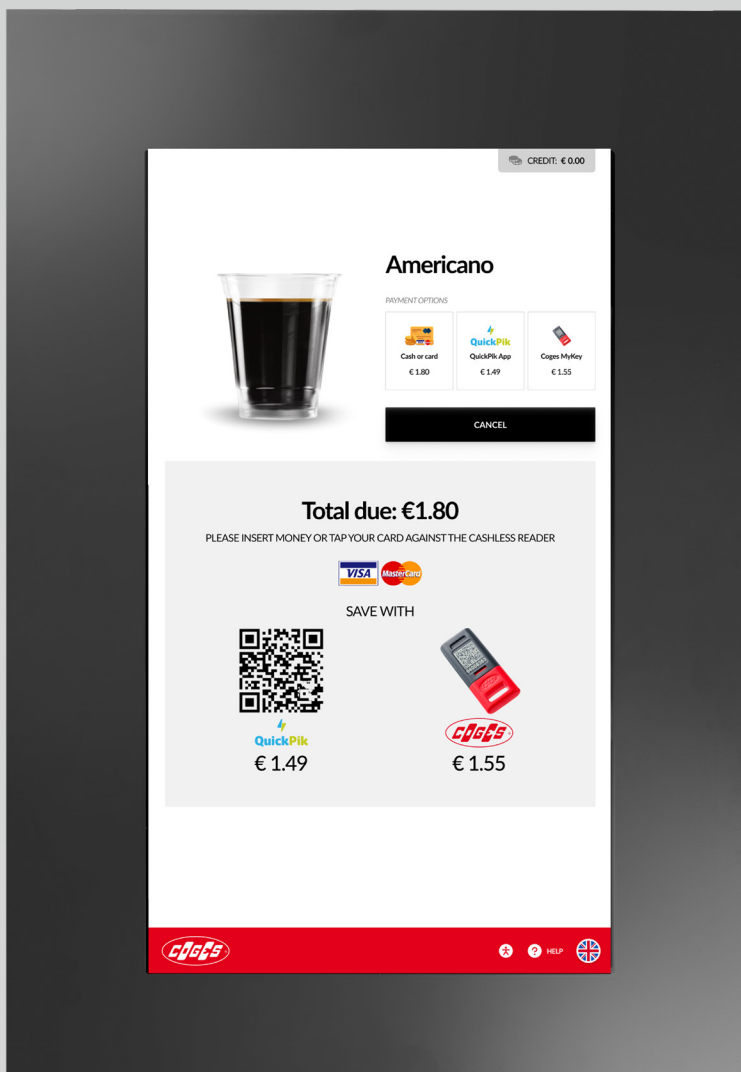 CREDIT: € 0.00
Americano
PAYMENT OPTIONS
QuickPik
Cash or card
QuickPik App
Coges MyKey
€ 1.80
€ 1.49
€ 1.55
CANCEL
Total due: €1.80
PLEASE INSERT MONEY OR TAP YOUR CARD AGAINST THE CASHLESS READER
VISA MasterCard
SAVE WITH
QuickPik
COGES
€ 1.49
€ 1.55
COGES
HELP